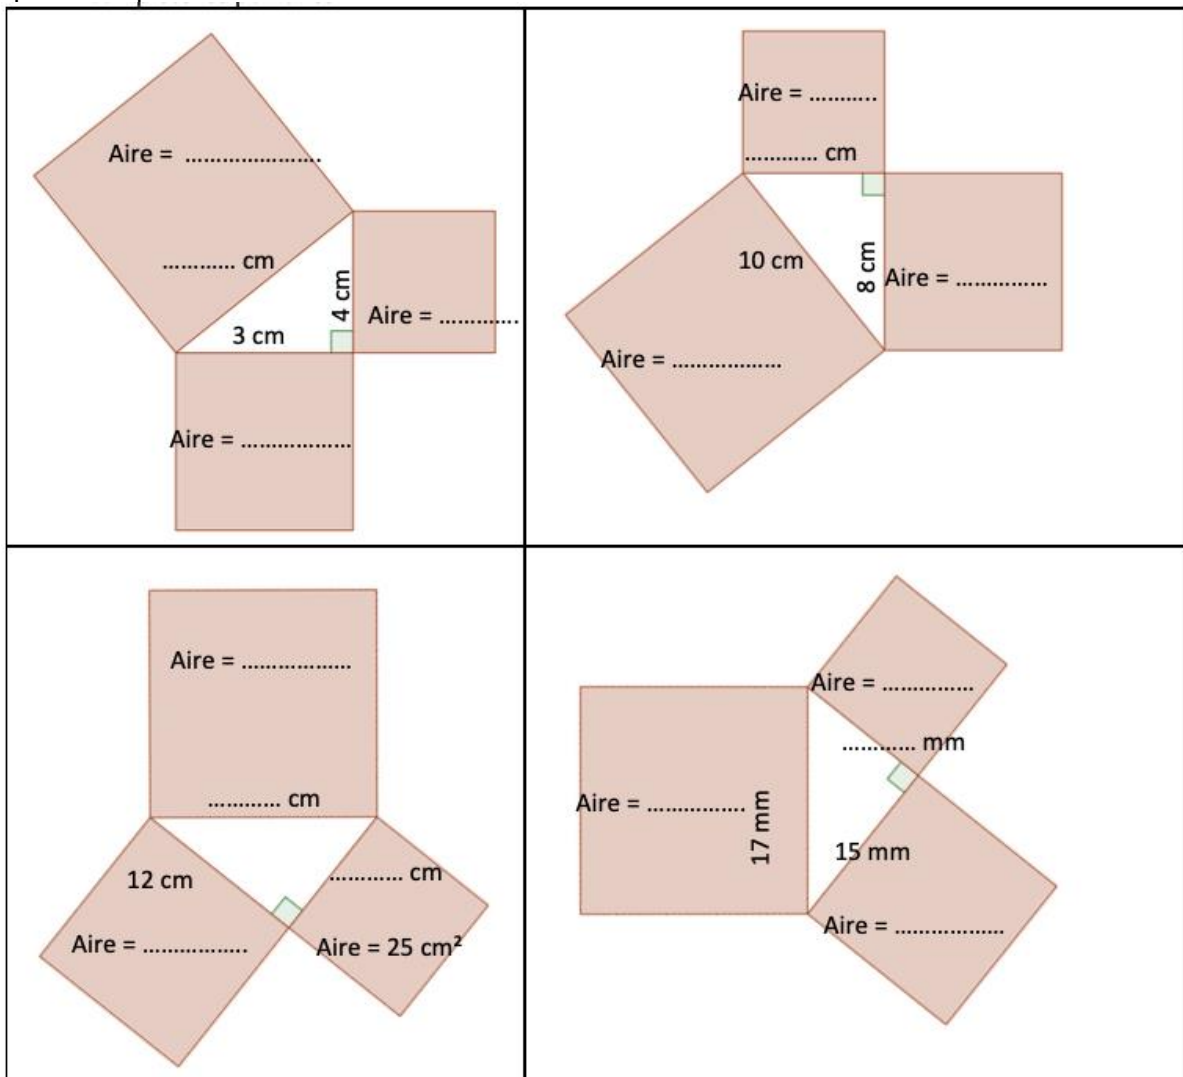 Aire = ......................
............ cm
4 cm
Aire = .............
3 cm
Aire = ..................
Aire = ...........
............ cm
10 cm
8 cm
Aire = ...............
Aire = ..................
Aire = ..................
............ cm
12 cm
............ cm
Aire = .................
Aire = 25 cm²
Aire = ...............
............ mm
Aire = ................
17 mm
15 mm
Aire = ..................